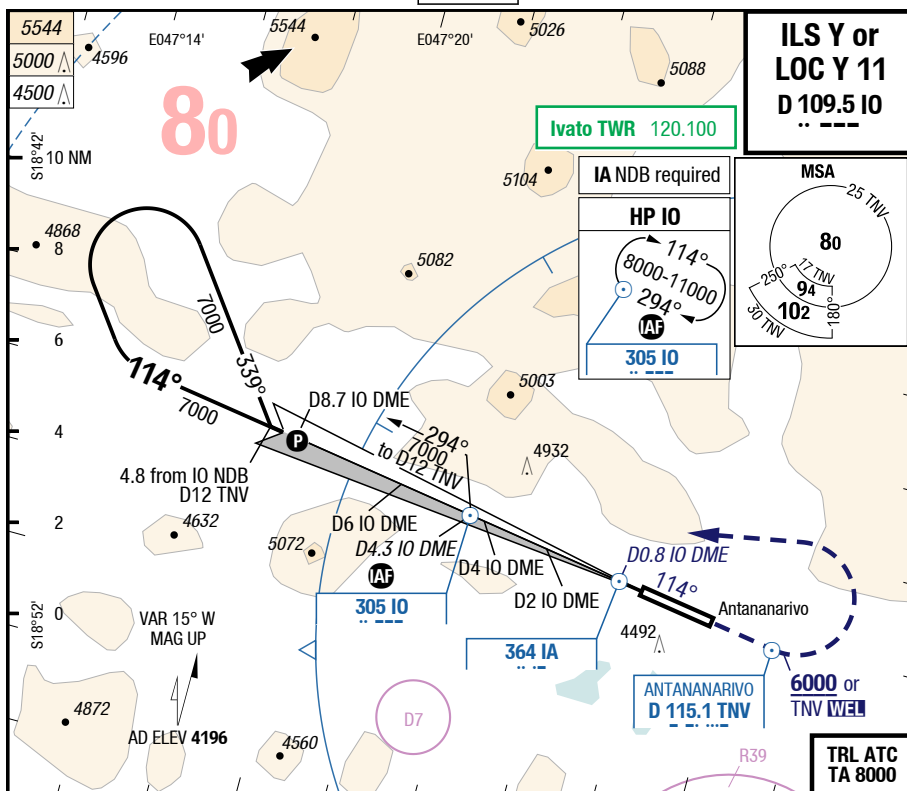 5544
5000
4500
4596
E047°14'
5544
E047°20'
5026
5088
ILS Y or
LOC Y 11
D 109.5 IO
80
Ivato TWR 120.100
S18°42'
10 NM
5104
IA NDB required
HP IO
114°
8000-11000
294°
IAF
305 IO
MSA
25 TNV
80
250°
17 TNV
94
102
180°
30 TNV
4868
8
5082
7000
339°
6
114°
7000
D8.7 IO DME
5003
4
P
294°
7000
to D12 TNV
4932
4.8 from IO NDB
D12 TNV
2
4632
D6 IO DME
5072
D4.3 IO DME
IAF
D4 IO DME
D0.8 IO DME
114°
305 IO
D2 IO DME
Antananarivo
S18°52'
0
VAR 15° W
MAG UP
364 IA
4492
ANTANANARIVO
D 115.1 TNV
6000 or
TNV WEL
4872
D7
AD ELEV 4196
4560
R39
TRL ATC
TA 8000